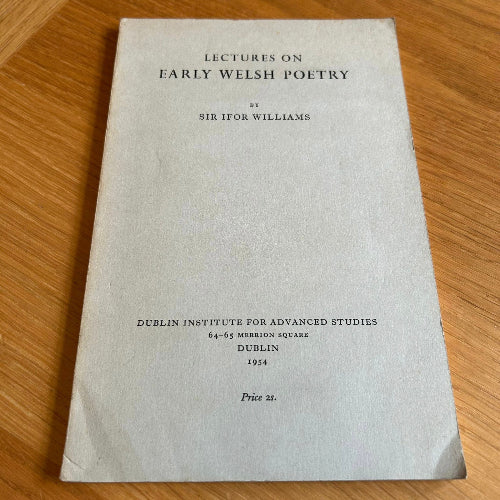 LECTURES ON
EARLY WELSH POETRY
BY
SIR IFOR WILLIAMS
DUBLIN INSTITUTE FOR ADVANCED STUDIES
64-65 MERRION SQUARE
DUBLIN
1954
Price 2s.